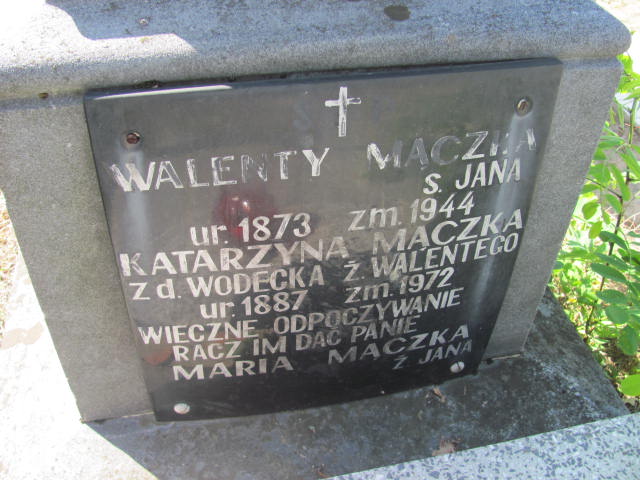 WALENTY MACZKA
S. JANA
ur. 1873 zm. 1944
KATARZYNA MACZKA
z d. WODECKA Ż. WALENTEGO
ur. 1887 zm. 1972
WIECZNE ODPOCZYWANIE
RACZ IM DAĆ PANIE
MARIA MACZKA
Ż. JANA